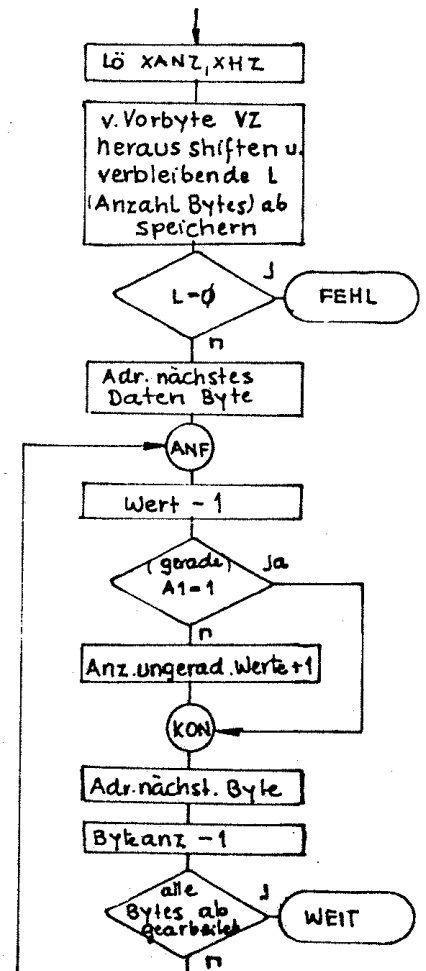 Lö XANZ, XHZ
v. Vorbyte VZ
heraus shiften u.
verbleibende L
(Anzahl Bytes) ab
speichern
J
L=Ø
FEHL
n
Adr. nächstes
Daten Byte
ANF
Wert - 1
(gerade)
Ja
A1=1
n
Anz.ungerad.Werte+1
KON
Adr.nächst. Byte
Byteanz -1
alle
J
Bytes ab
gearbeitet
WEIT
n